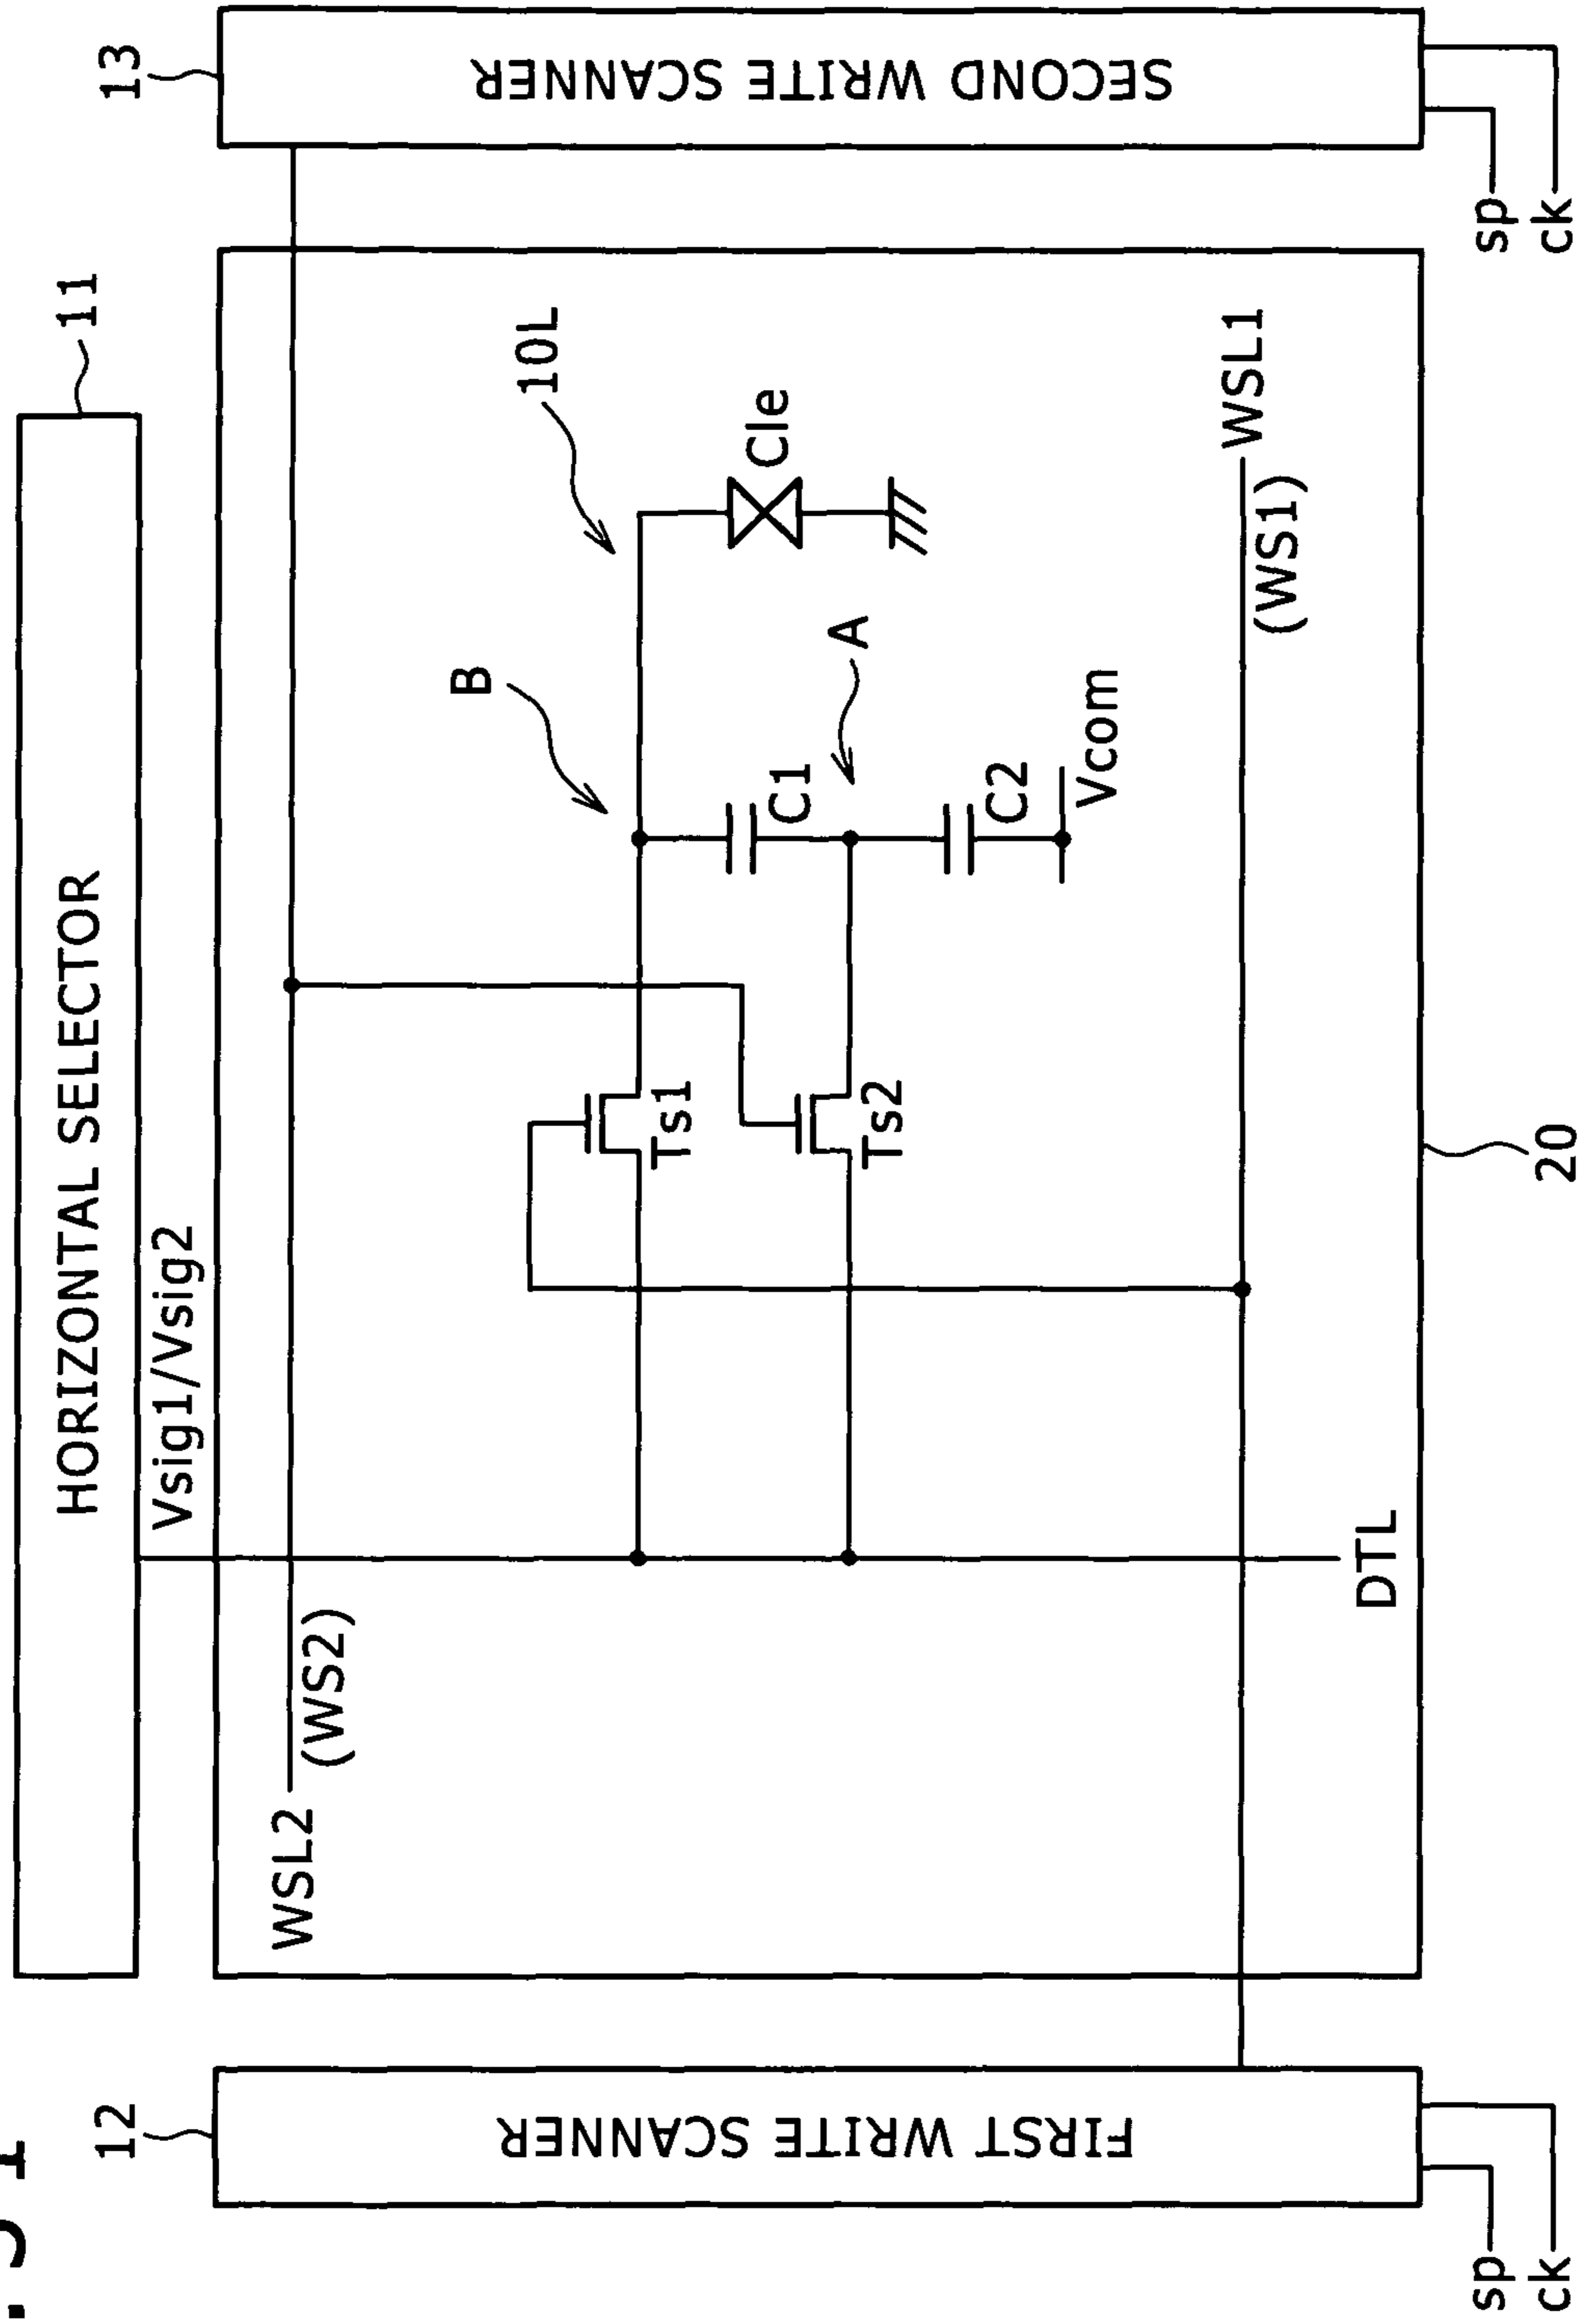 HORIZONTAL SELECTOR
11
Vsig1/Vsig2
12
13
FIRST WRITE SCANNER
SECOND WRITE SCANNER
WSL2
(WS2)
B
10L
Ts1
C1
Cle
A
Ts2
C2
Vcom
WSL1
(WS1)
DTL
20
sp
ck
sp
ck